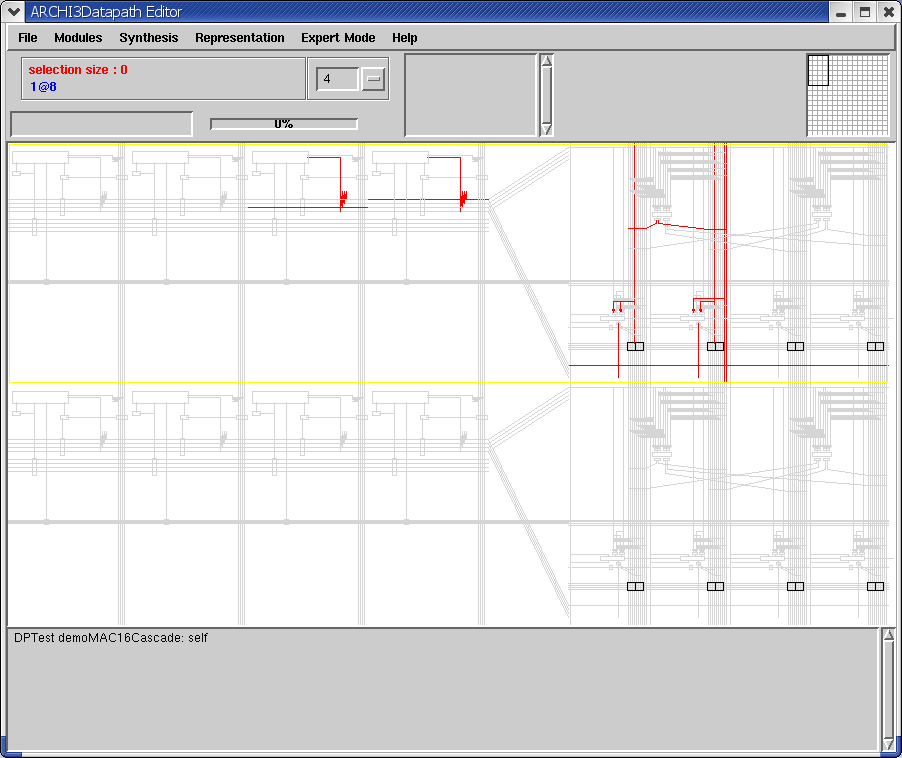 ARCHI3Datapath Editor
File Modules Synthesis Representation Expert Mode Help
selection size : 0
1@8
4
0%
DPTest demoMAC16Cascade: self